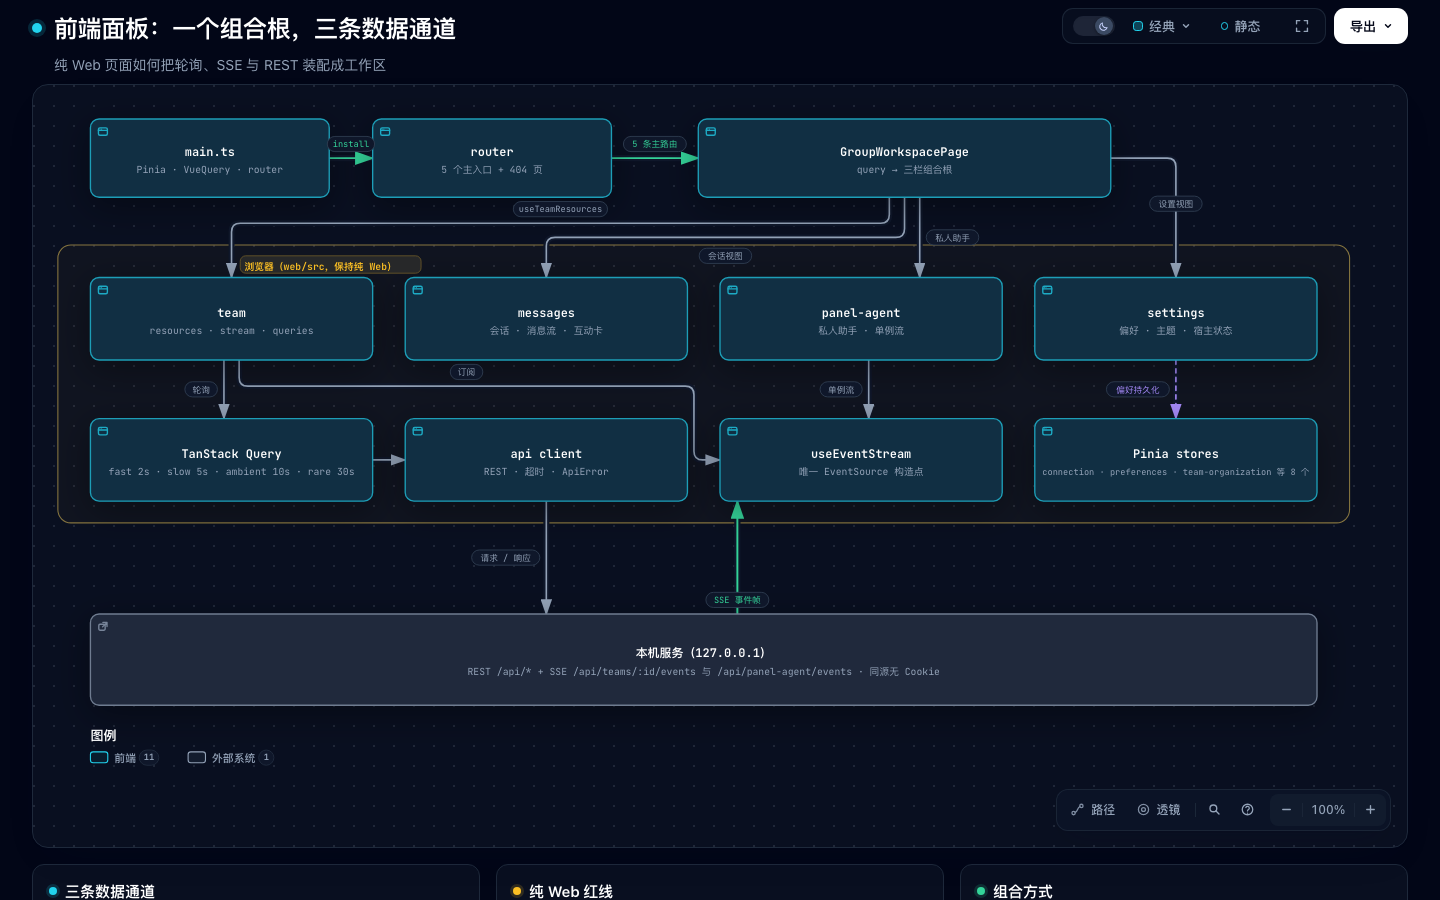 前端面板：一个组合根，三条数据通道
经典
静态
导出
纯 Web 页面如何把轮询、SSE 与 REST 装配成工作区
main.ts
Pinia · VueQuery · router
install
router
5 个主入口 + 404 页
5 条主路由
GroupWorkspacePage
query → 三栏组合根
设置视图
useTeamResources
私人助手
会话视图
浏览器（web/src，保持纯 Web）
team
resources · stream · queries
messages
会话 · 消息流 · 互动卡
panel-agent
私人助手 · 单例流
settings
偏好 · 主题 · 宿主状态
轮询
订阅
单例流
偏好持久化
TanStack Query
fast 2s · slow 5s · ambient 10s · rare 30s
api client
REST · 超时 · ApiError
useEventStream
唯一 EventSource 构造点
Pinia stores
connection · preferences · team-organization 等 8 个
请求 / 响应
SSE 事件帧
本机服务（127.0.0.1）
REST /api/* + SSE /api/teams/:id/events 与 /api/panel-agent/events · 同源无 Cookie
图例
前端 11
外部系统 1
路径
透镜
100%
三条数据通道
纯 Web 红线
组合方式